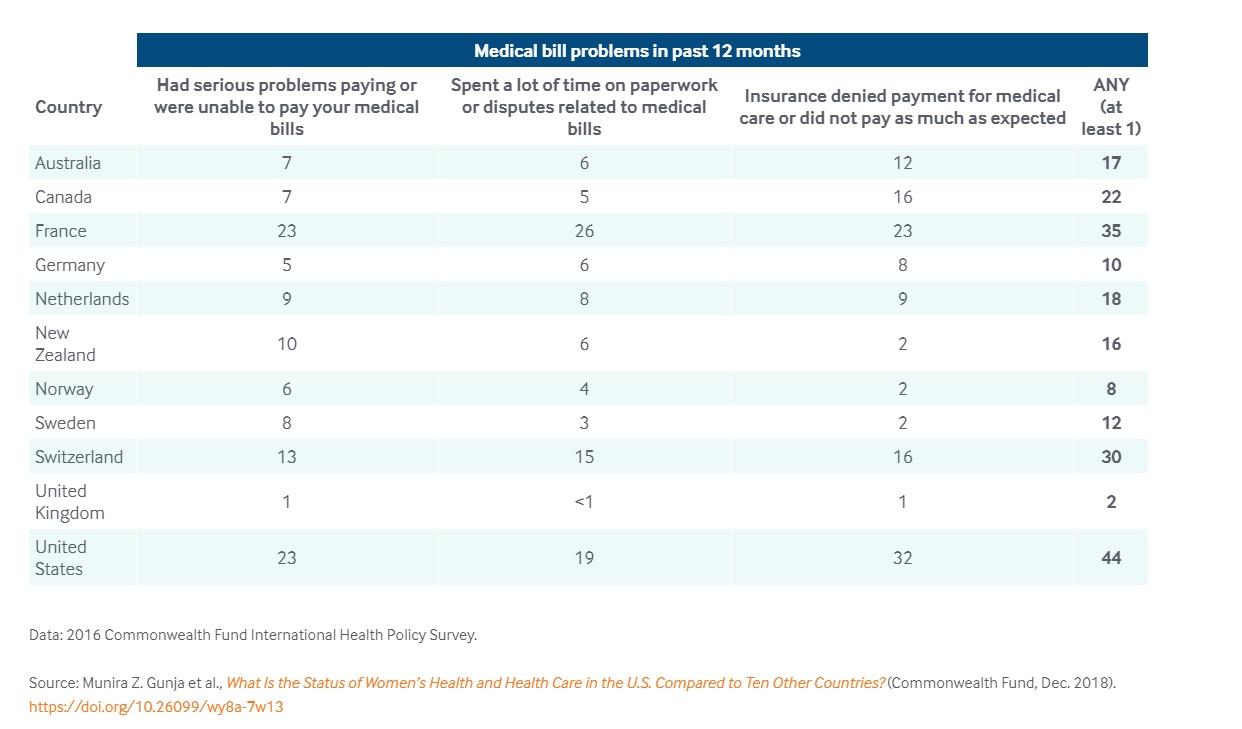 Medical bill problems in past 12 months
Country
Had serious problems paying or
were unable to pay your medical
bills
Spent a lot of time on paperwork
or disputes related to medical
bills
Insurance denied payment for medical
care or did not pay as much as expected
ANY
(at
least 1)
Australia 7 6 12 17
Canada 7 5 16 22
France 23 26 23 35
Germany 5 6 8 10
Netherlands 9 8 9 18
New
Zealand 10 6 2 16
Norway 6 4 2 8
Sweden 8 3 2 12
Switzerland 13 15 16 30
United
Kingdom 1 <1 1 2
United
States 23 19 32 44
Data: 2016 Commonwealth Fund International Health Policy Survey.
Source: Munira Z. Gunja et al., What Is the Status of Women's Health and Health Care in the U.S. Compared to Ten Other Countries? (Commonwealth Fund, Dec. 2018).
https://doi.org/10.26099/wy8a-7w13